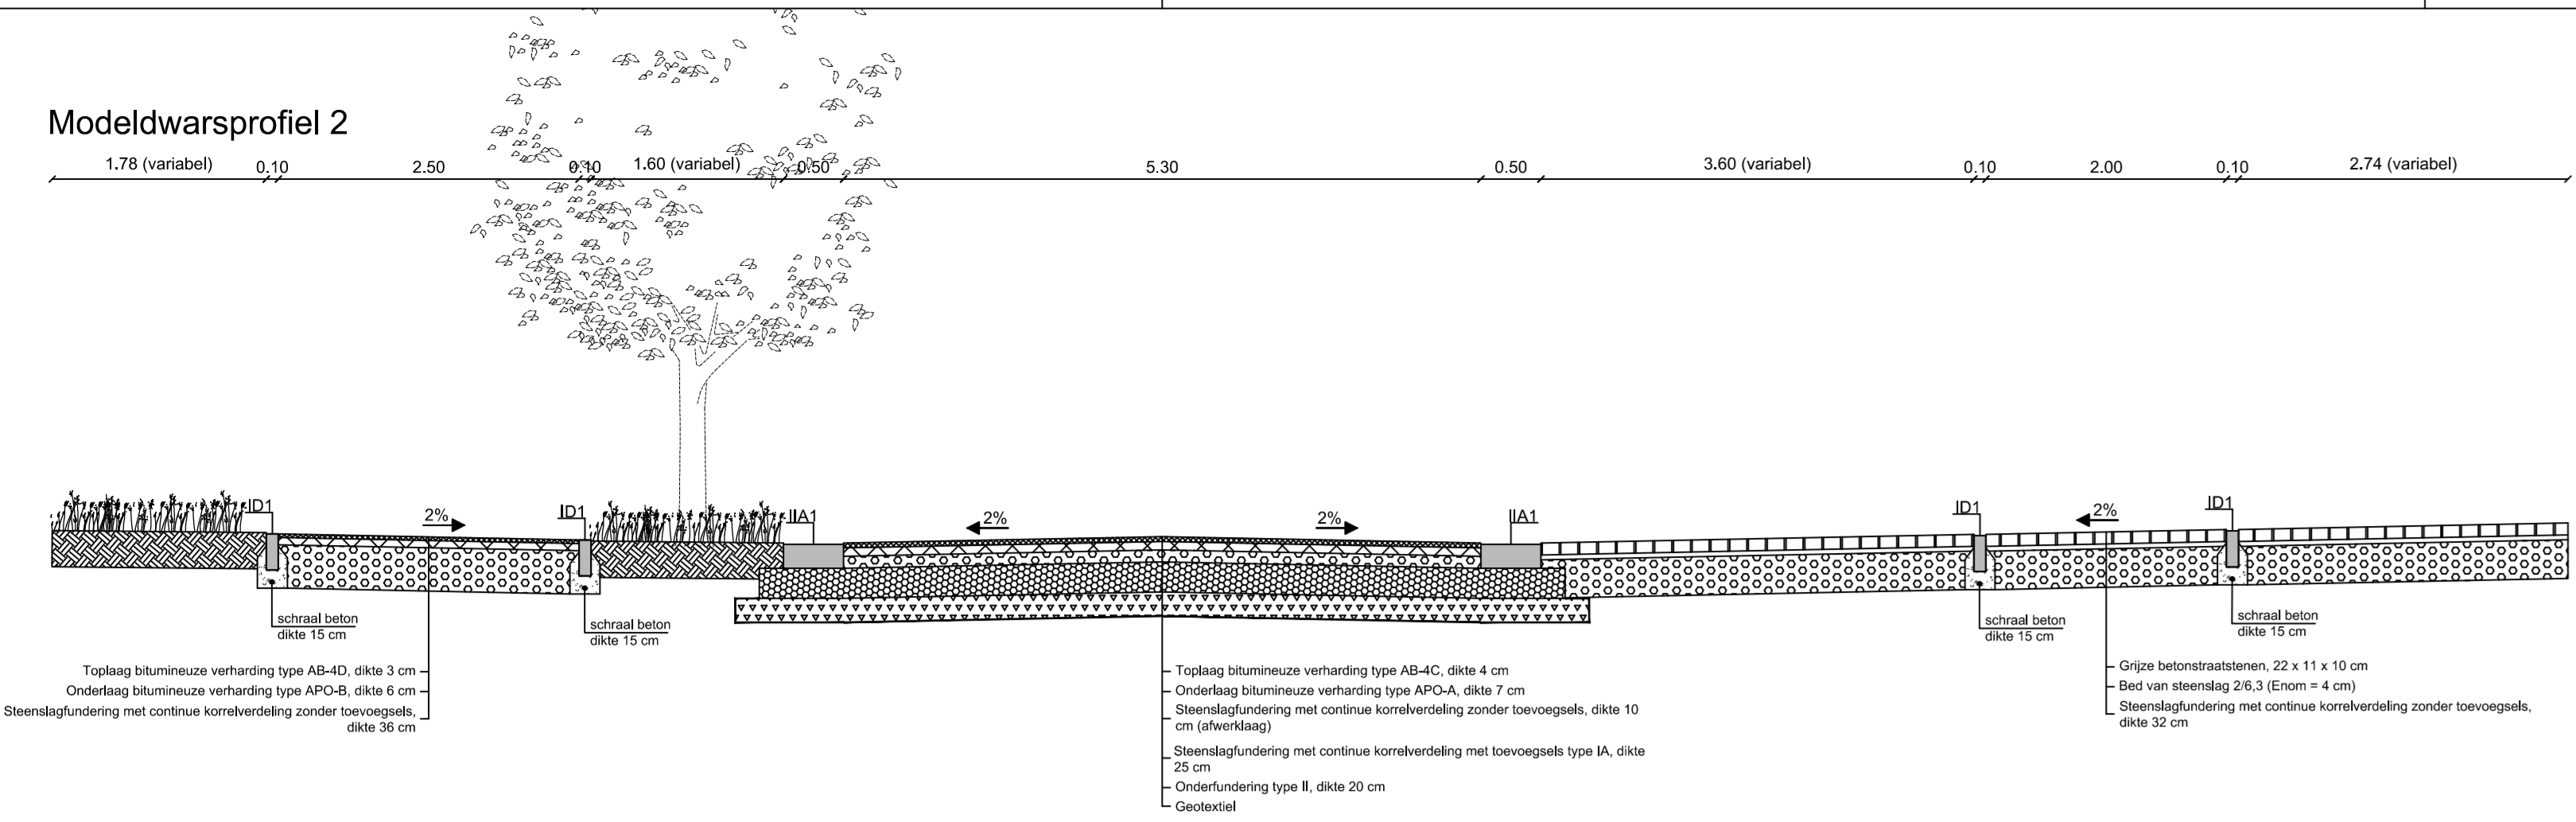 Modeldwarsprofiel 2
1.78 (variabel) 0.10 2.50 0.10 1.60 (variabel) 0.50 5.30 0.50 3.60 (variabel) 0.10 2.00 0.10 2.74 (variabel)
ID1 2% ID1 IIA1 2% 2% IIA1 ID1 2% ID1
schraal beton
dikte 15 cm
schraal beton
dikte 15 cm
schraal beton
dikte 15 cm
schraal beton
dikte 15 cm
Toplaag bitumineuze verharding type AB-4D, dikte 3 cm
Onderlaag bitumineuze verharding type APO-B, dikte 6 cm
Steenslagfundering met continue korrelverdeling zonder toevoegsels,
dikte 36 cm
Toplaag bitumineuze verharding type AB-4C, dikte 4 cm
Onderlaag bitumineuze verharding type APO-A, dikte 7 cm
Steenslagfundering met continue korrelverdeling zonder toevoegsels, dikte 10
cm (afwerklaag)
Steenslagfundering met continue korrelverdeling met toevoegsels type IA, dikte
25 cm
Onderfundering type II, dikte 20 cm
Geotextiel
Grijze betonstraatstenen, 22 x 11 x 10 cm
Bed van steenslag 2/6,3 (Enom = 4 cm)
Steenslagfundering met continue korrelverdeling zonder toevoegsels,
dikte 32 cm